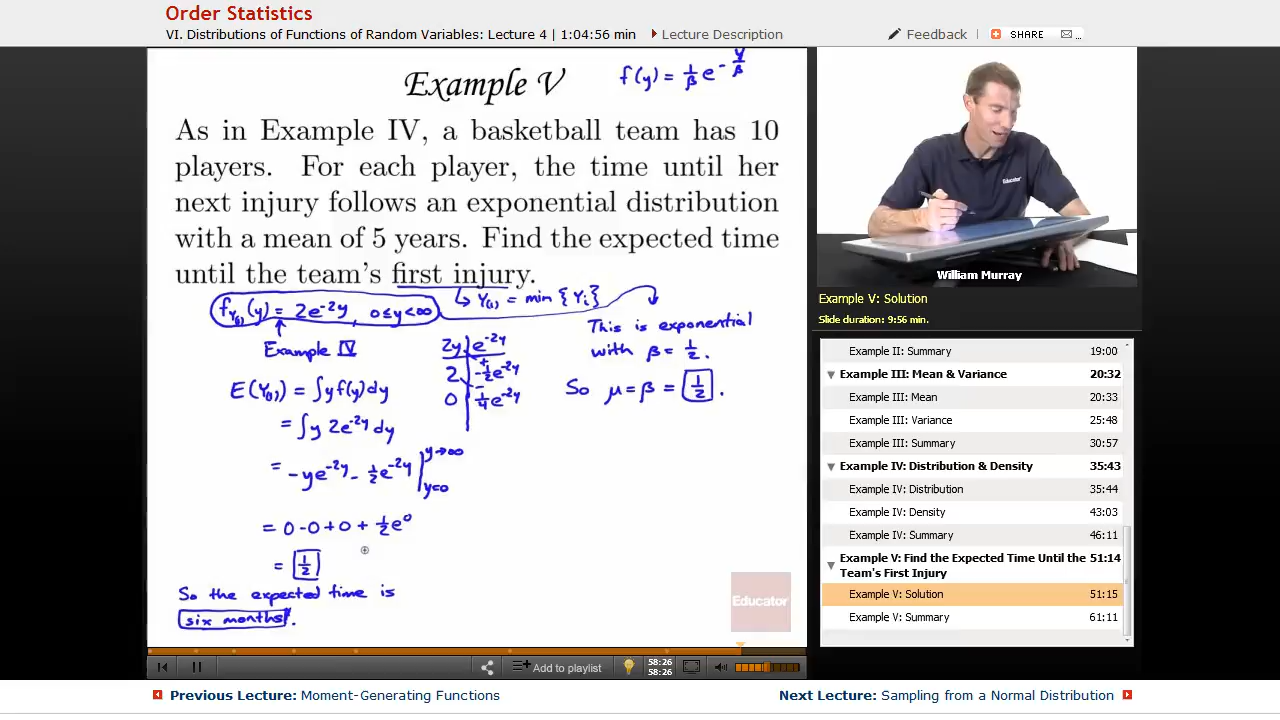 Order Statistics
VI. Distributions of Functions of Random Variables: Lecture 4 | 1:04:56 min
Lecture Description
Feedback
SHARE
Example V
f(y) = 1/β e^(-y/β)
As in Example IV, a basketball team has 10
players. For each player, the time until her
next injury follows an exponential distribution
with a mean of 5 years. Find the expected time
until the team's first injury.
f_Y(1)(y) = 2e^(-2y), 0≤y<∞
↳ Y(1) = min {Yi}
Example IV
2y | e^(-2y)
2 | -1/2 e^(-2y)
0 | 1/4 e^(-2y)
+
-
This is exponential
with β = 1/2.
So μ = β = 1/2.
E(Y(1)) = ∫y f(y) dy
= ∫y 2e^(-2y) dy
= -ye^(-2y) - 1/2 e^(-2y) | y→∞ y=0
= 0 - 0 + 0 + 1/2 e^0
= 1/2
So the expected time is
six months.
Educator
Educator
William Murray
Example V: Solution
Slide duration: 9:56 min.
Example II: Summary 19:00
Example III: Mean & Variance 20:32
Example III: Mean 20:33
Example III: Variance 25:48
Example III: Summary 30:57
Example IV: Distribution & Density 35:43
Example IV: Distribution 35:44
Example IV: Density 43:03
Example IV: Summary 46:11
Example V: Find the Expected Time Until the 51:14
Team's First Injury
Example V: Solution 51:15
Example V: Summary 61:11
Add to playlist
58:26
58:26
Previous Lecture: Moment-Generating Functions
Next Lecture: Sampling from a Normal Distribution